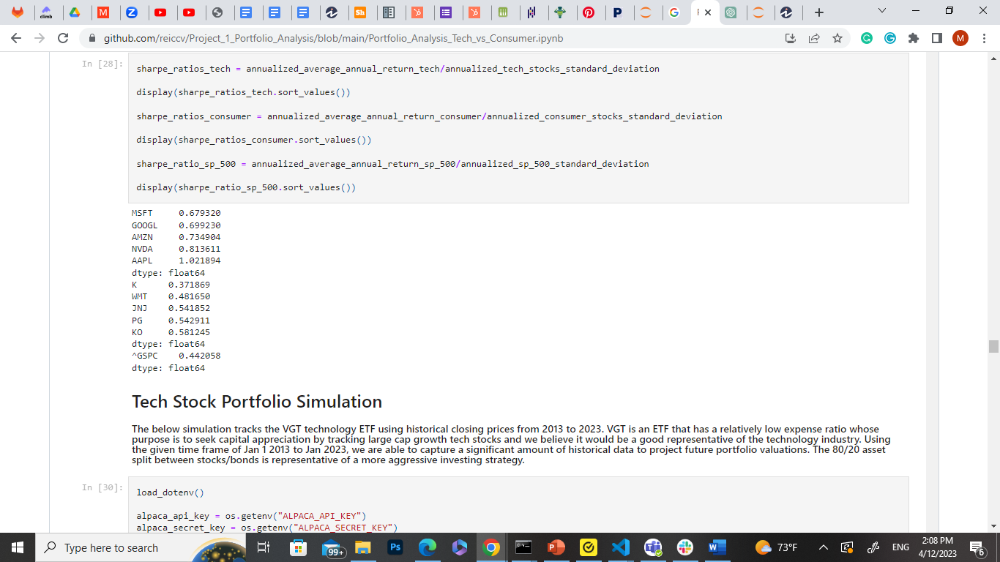 climb
M
Sh
P
G
M
github.com/reiccv/Project_1_Portfolio_Analysis/blob/main/Portfolio_Analysis_Tech_vs_Consumer.ipynb
M
In [28]:
sharpe_ratios_tech = annualized_average_annual_return_tech/annualized_tech_stocks_standard_deviation
display(sharpe_ratios_tech.sort_values())
sharpe_ratios_consumer = annualized_average_annual_return_consumer/annualized_consumer_stocks_standard_deviation
display(sharpe_ratios_consumer.sort_values())
sharpe_ratio_sp_500 = annualized_average_annual_return_sp_500/annualized_sp_500_standard_deviation
display(sharpe_ratio_sp_500.sort_values())
MSFT 0.679320
GOOGL 0.699230
AMZN 0.734904
NVDA 0.813611
AAPL 1.021894
dtype: float64
K 0.371869
WMT 0.481650
JNJ 0.541852
PG 0.542911
KO 0.581245
dtype: float64
^GSPC 0.442058
dtype: float64
Tech Stock Portfolio Simulation
The below simulation tracks the VGT technology ETF using historical closing prices from 2013 to 2023. VGT is an ETF that has a relatively low expense ratio whose
purpose is to seek capital appreciation by tracking large cap growth tech stocks and we believe it would be a good representative of the technology industry. Using
the given time frame of Jan 1 2013 to Jan 2023, we are able to capture a significant amount of historical data to project future portfolio valuations. The 80/20 asset
split between stocks/bonds is representative of a more aggressive investing strategy.
In [30]:
load_dotenv()
alpaca_api_key = os.getenv("ALPACA_API_KEY")
alpaca_secret_key = os.getenv("ALPACA_SECRET_KEY")
Type here to search
99+
Ps
73°F
ENG
2:08 PM
4/12/2023
6